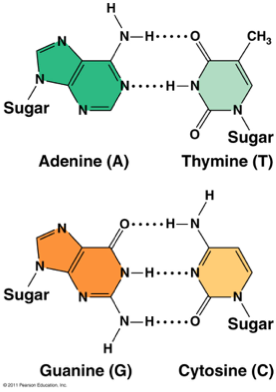 H
N H O CH₃
N N H N
N N N
Sugar O Sugar
Adenine (A) Thymine (T)
H
N O H N
N N H N
N N
Sugar N H O Sugar
H
Guanine (G) Cytosine (C)
© 2011 Pearson Education, Inc.